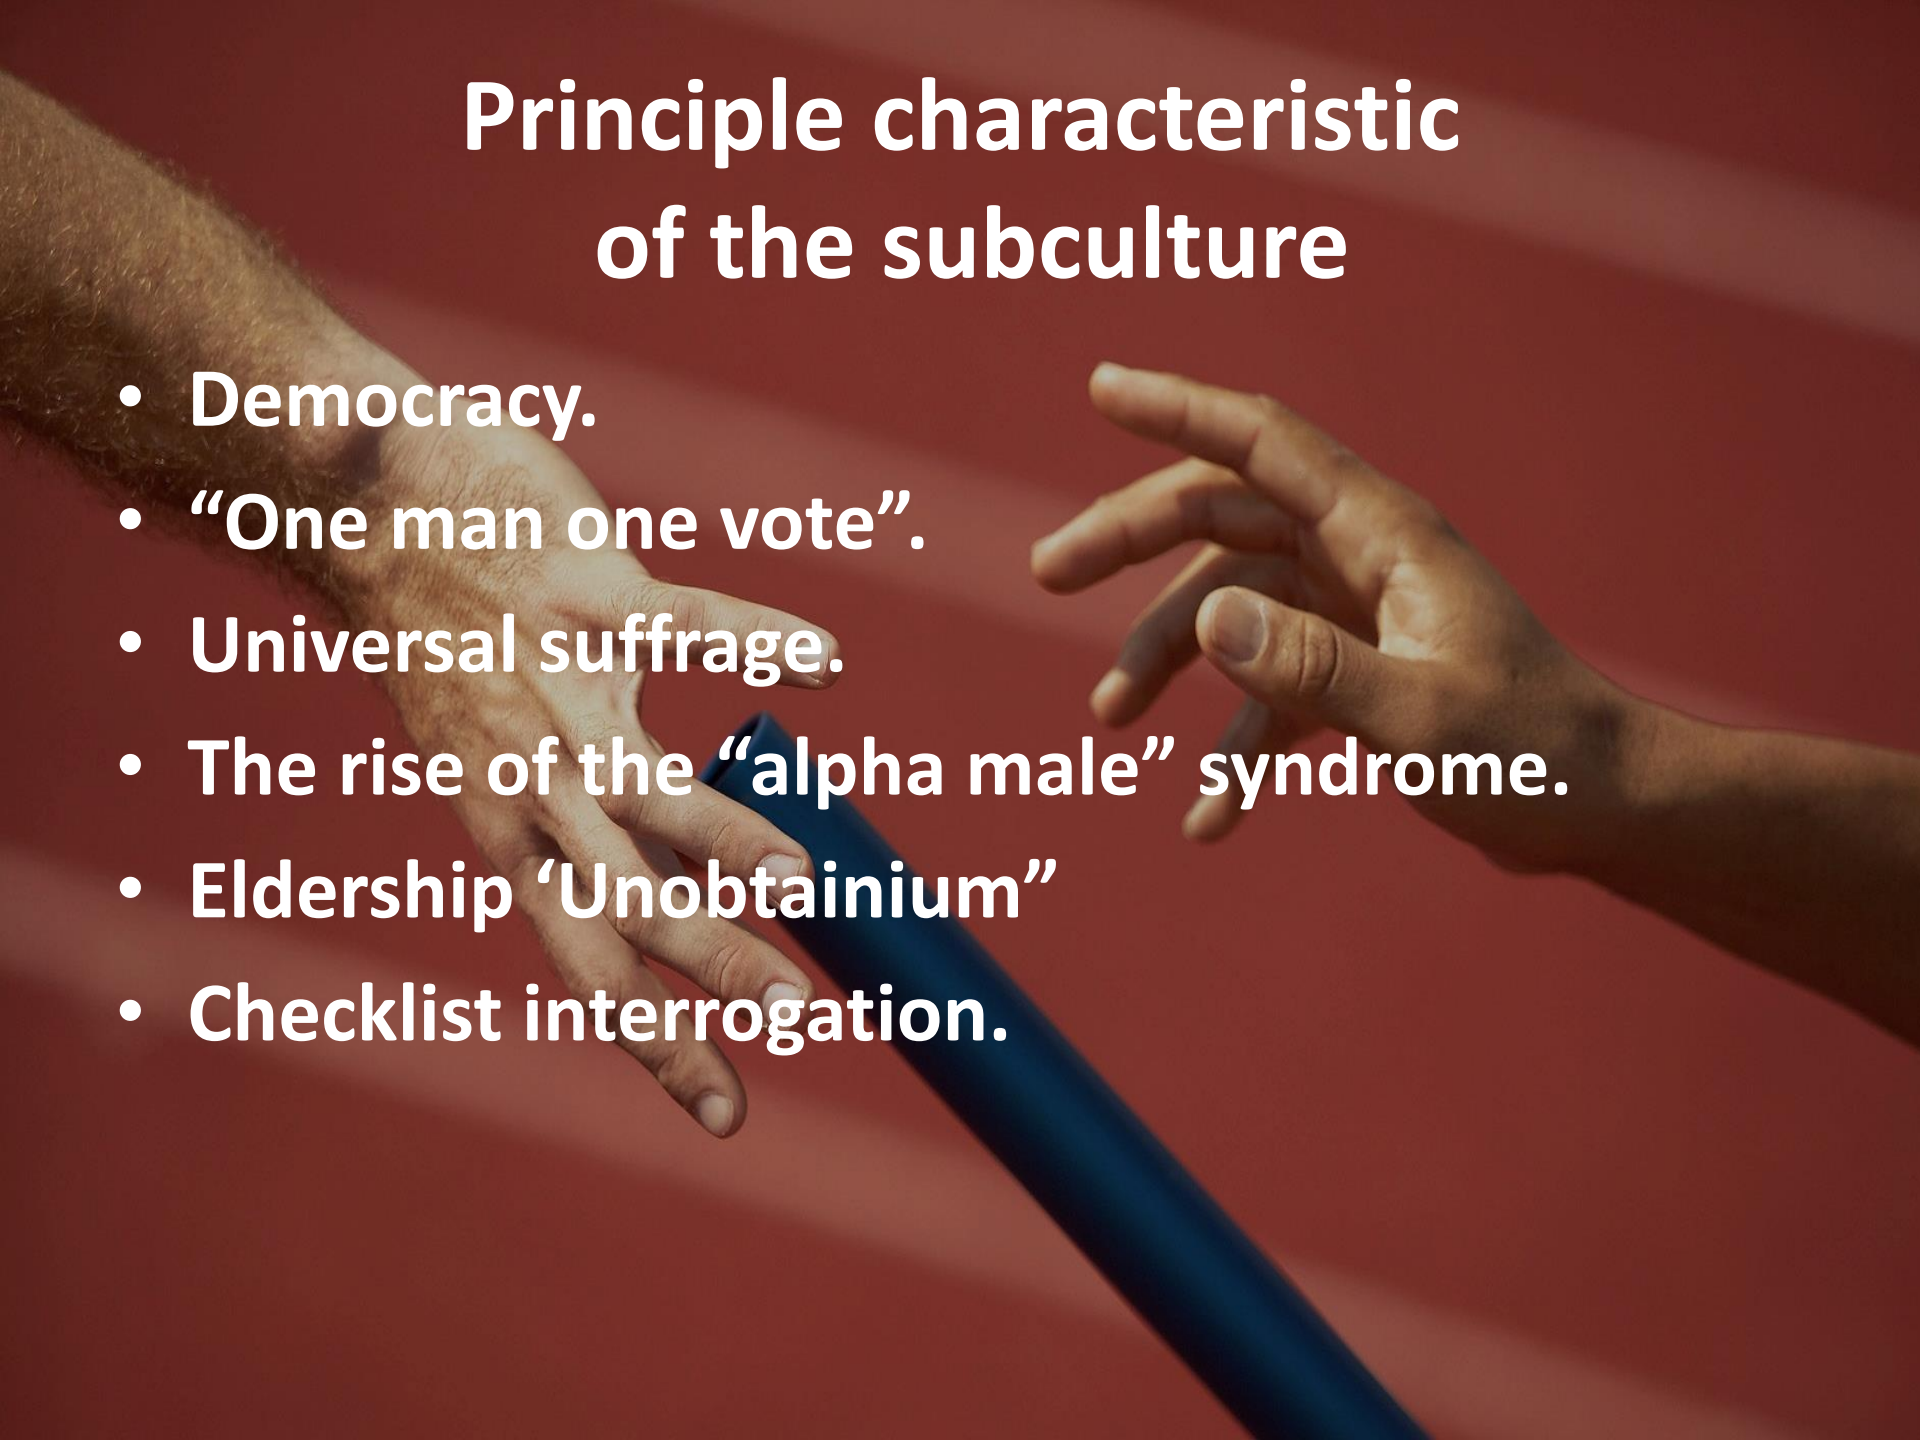 Principle characteristic
of the subculture
• Democracy.
• “One man one vote”.
• Universal suffrage.
• The rise of the “alpha male” syndrome.
• Eldership ‘Unobtainium”
• Checklist interrogation.